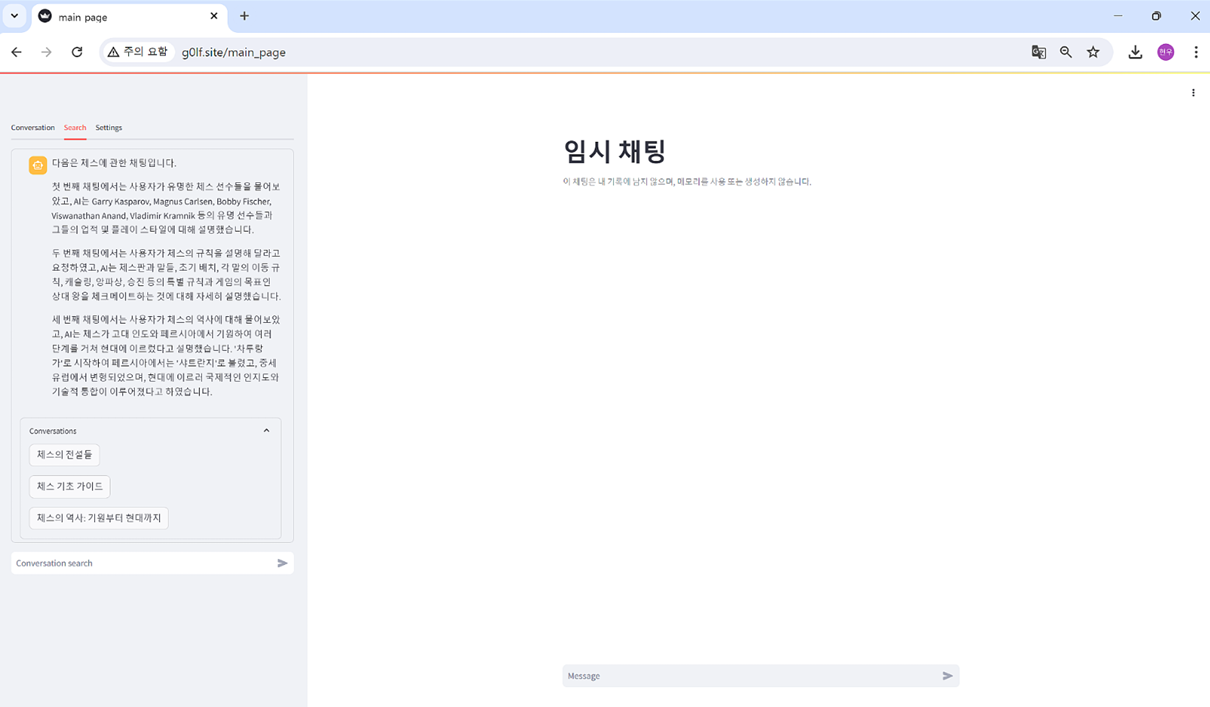 main page
주의 요함
g0lf.site/main_page
현우
Conversation Search Settings
다음은 체스에 관한 채팅입니다.
첫 번째 채팅에서는 사용자가 유명한 체스 선수들을 물어보
았고, AI는 Garry Kasparov, Magnus Carlsen, Bobby Fischer,
Viswanathan Anand, Vladimir Kramnik 등의 유명 선수들과
그들의 업적 및 플레이 스타일에 대해 설명했습니다.
두 번째 채팅에서는 사용자가 체스의 규칙을 설명해 달라고
요청하였고, AI는 체스판과 말들, 초기 배치, 각 말의 이동 규
칙, 캐슬링, 앙파상, 승진 등의 특별 규칙과 게임의 목표인
상대 왕을 체크메이트하는 것에 대해 자세히 설명했습니다.
세 번째 채팅에서는 사용자가 체스의 역사에 대해 물어보았
고, AI는 체스가 고대 인도와 페르시아에서 기원하여 여러
단계를 거쳐 현대에 이르렀다고 설명했습니다. '차투랑
가'로 시작하여 페르시아에서는 '샤트란지'로 불렸고, 중세
유럽에서 변형되었으며, 현대에 이르러 국제적인 인지도와
기술적 통합이 이루어졌다고 하였습니다.
Conversations
체스의 전설들
체스 기초 가이드
체스의 역사: 기원부터 현대까지
Conversation search
임시 채팅
이 채팅은 내 기록에 남지 않으며, 메모리를 사용 또는 생성하지 않습니다.
Message